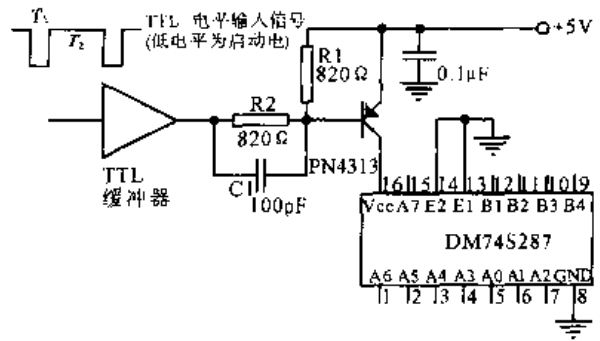 T₁
T₂
TTL 电平输入信号
(低电平为启动电)
+5V
R1
820Ω
0.1μF
R2
820Ω
C1
100pF
PN4313
TTL
缓冲器
16 15 14 13 12 11 10 9
Vcc A7 E2 E1 B1 B2 B3 B4
DM74S287
A6 A5 A4 A3 A0 A1 A2 GND
1 2 3 4 5 6 7 8